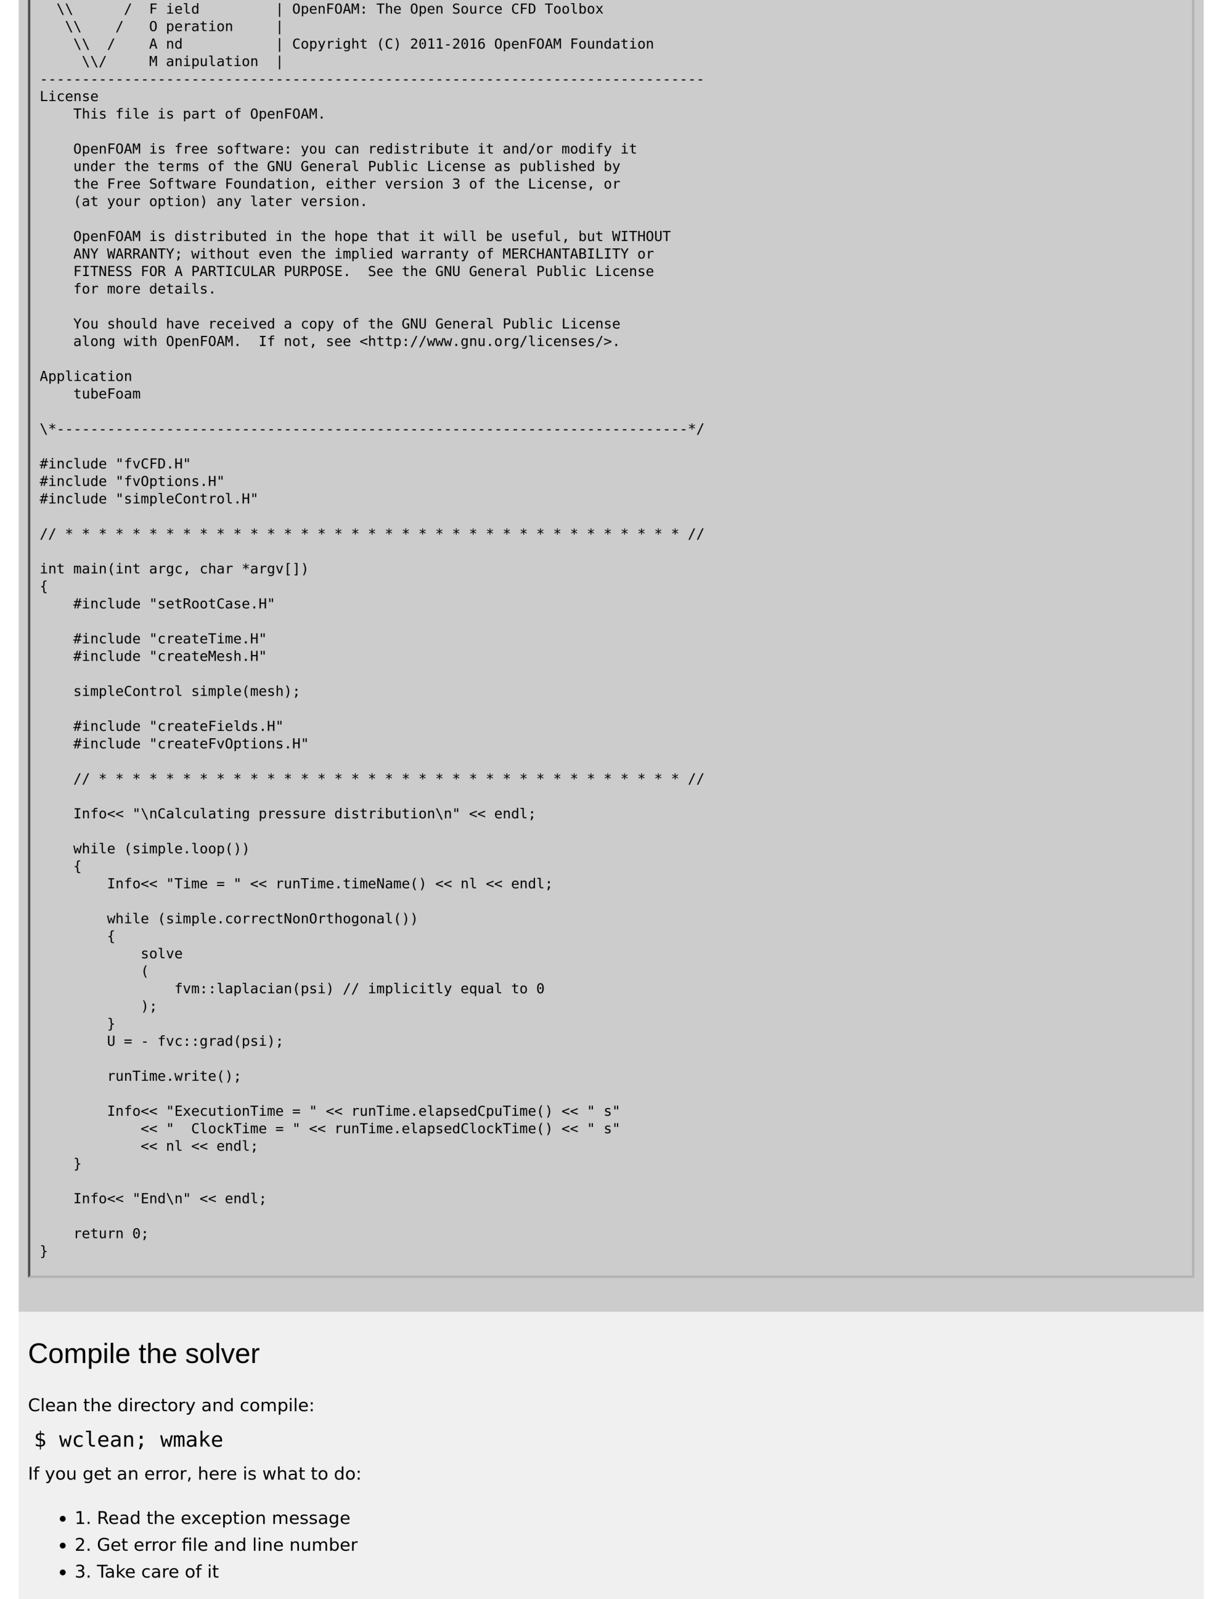 \\      /  F ield         | OpenFOAM: The Open Source CFD Toolbox
   \\    /   O peration     |
    \\  /    A nd           | Copyright (C) 2011-2016 OpenFOAM Foundation
     \\/     M anipulation  |
-------------------------------------------------------------------------------
License
    This file is part of OpenFOAM.

    OpenFOAM is free software: you can redistribute it and/or modify it
    under the terms of the GNU General Public License as published by
    the Free Software Foundation, either version 3 of the License, or
    (at your option) any later version.

    OpenFOAM is distributed in the hope that it will be useful, but WITHOUT
    ANY WARRANTY; without even the implied warranty of MERCHANTABILITY or
    FITNESS FOR A PARTICULAR PURPOSE.  See the GNU General Public License
    for more details.

    You should have received a copy of the GNU General Public License
    along with OpenFOAM.  If not, see <http://www.gnu.org/licenses/>.

Application
    tubeFoam

\*---------------------------------------------------------------------------*/

#include "fvCFD.H"
#include "fvOptions.H"
#include "simpleControl.H"

// * * * * * * * * * * * * * * * * * * * * * * * * * * * * * * * * * * * * * //

int main(int argc, char *argv[])
{
    #include "setRootCase.H"

    #include "createTime.H"
    #include "createMesh.H"

    simpleControl simple(mesh);

    #include "createFields.H"
    #include "createFvOptions.H"

    // * * * * * * * * * * * * * * * * * * * * * * * * * * * * * * * * * * * //

    Info<< "\nCalculating pressure distribution\n" << endl;

    while (simple.loop())
    {
        Info<< "Time = " << runTime.timeName() << nl << endl;

        while (simple.correctNonOrthogonal())
        {
            solve
            (
                fvm::laplacian(psi) // implicitly equal to 0
            );
        }
        U = - fvc::grad(psi);

        runTime.write();

        Info<< "ExecutionTime = " << runTime.elapsedCpuTime() << " s"
            << "  ClockTime = " << runTime.elapsedClockTime() << " s"
            << nl << endl;
    }

    Info<< "End\n" << endl;

    return 0;
}

Compile the solver
Clean the directory and compile:
$ wclean; wmake
If you get an error, here is what to do:
• 1. Read the exception message
• 2. Get error file and line number
• 3. Take care of it